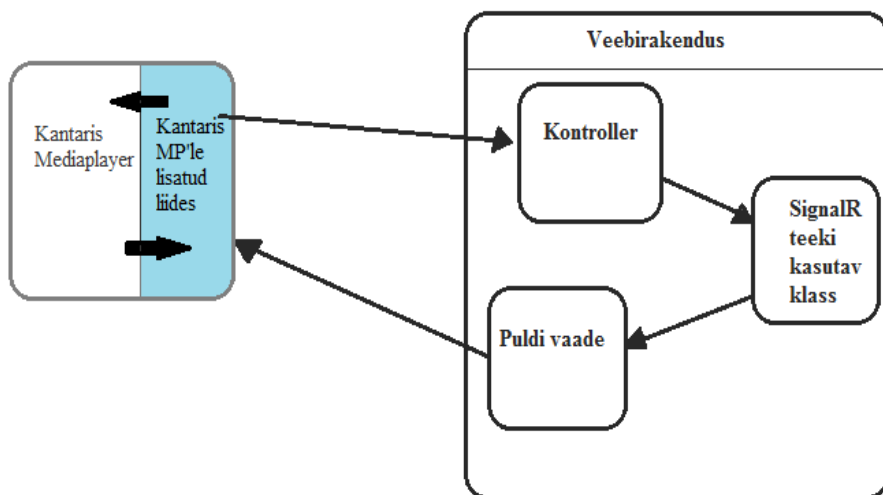 Veebirakendus
Kantaris
Mediaplayer
Kantaris
MP'le
lisatud
liides
Kontroller
SignalR
teeki
kasutav
klass
Puldi vaade